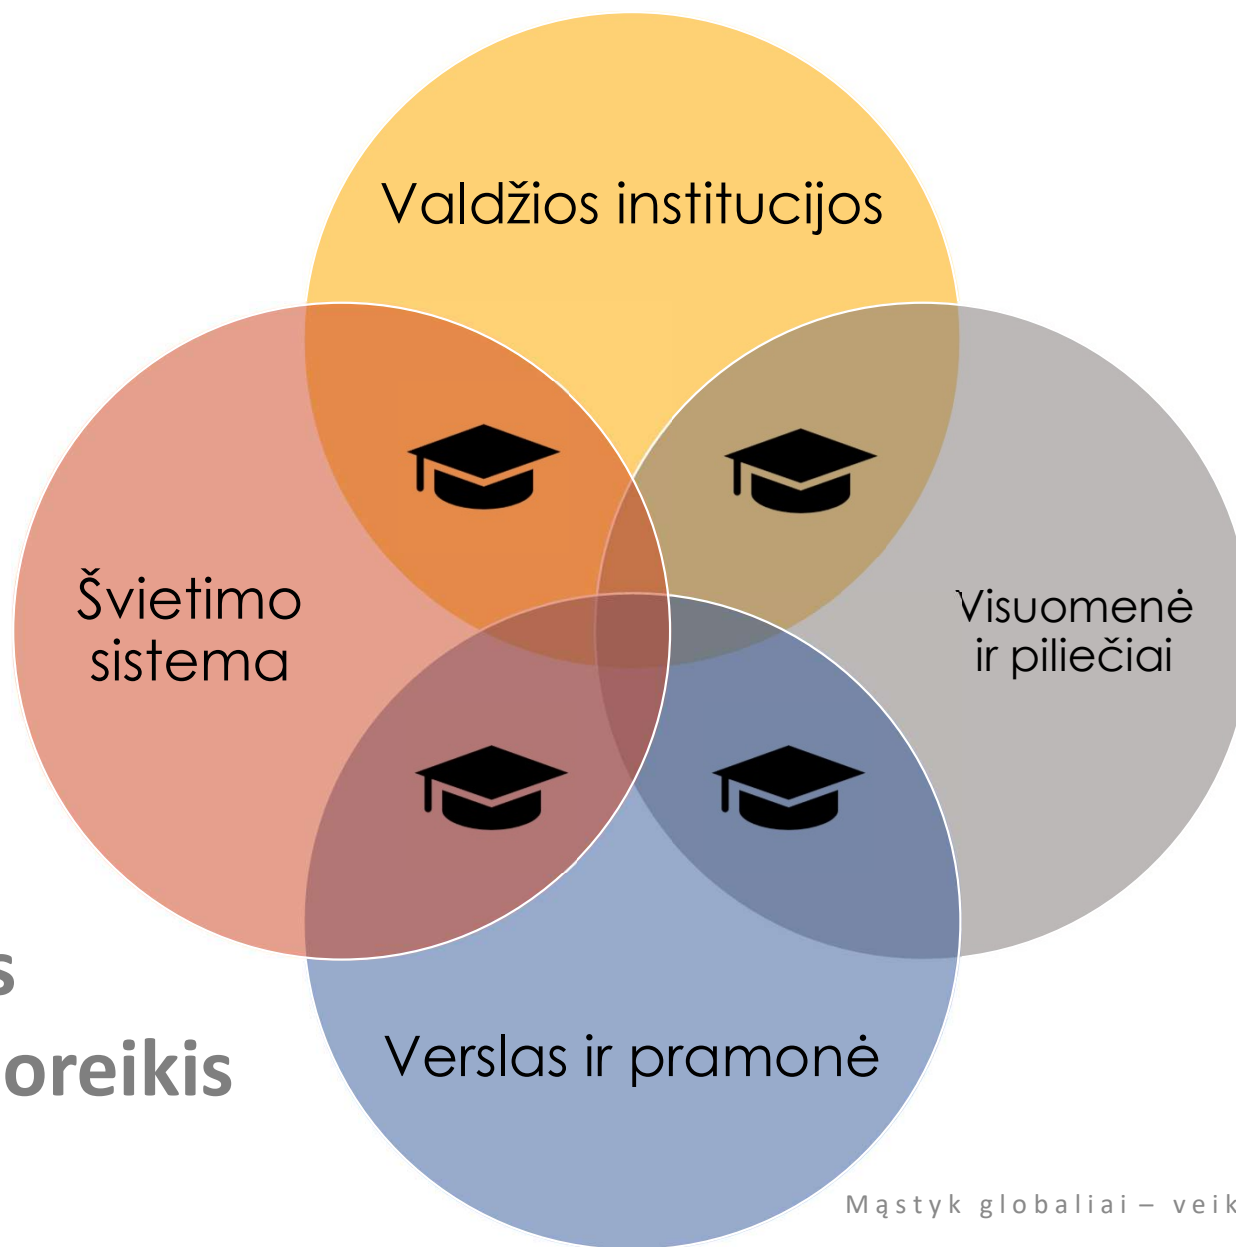 Valdžios institucijos
Švietimo
sistema
Visuomenė
ir piliečiai
Verslas ir pramonė
s
oreikis
Mąstyk globaliai – veik